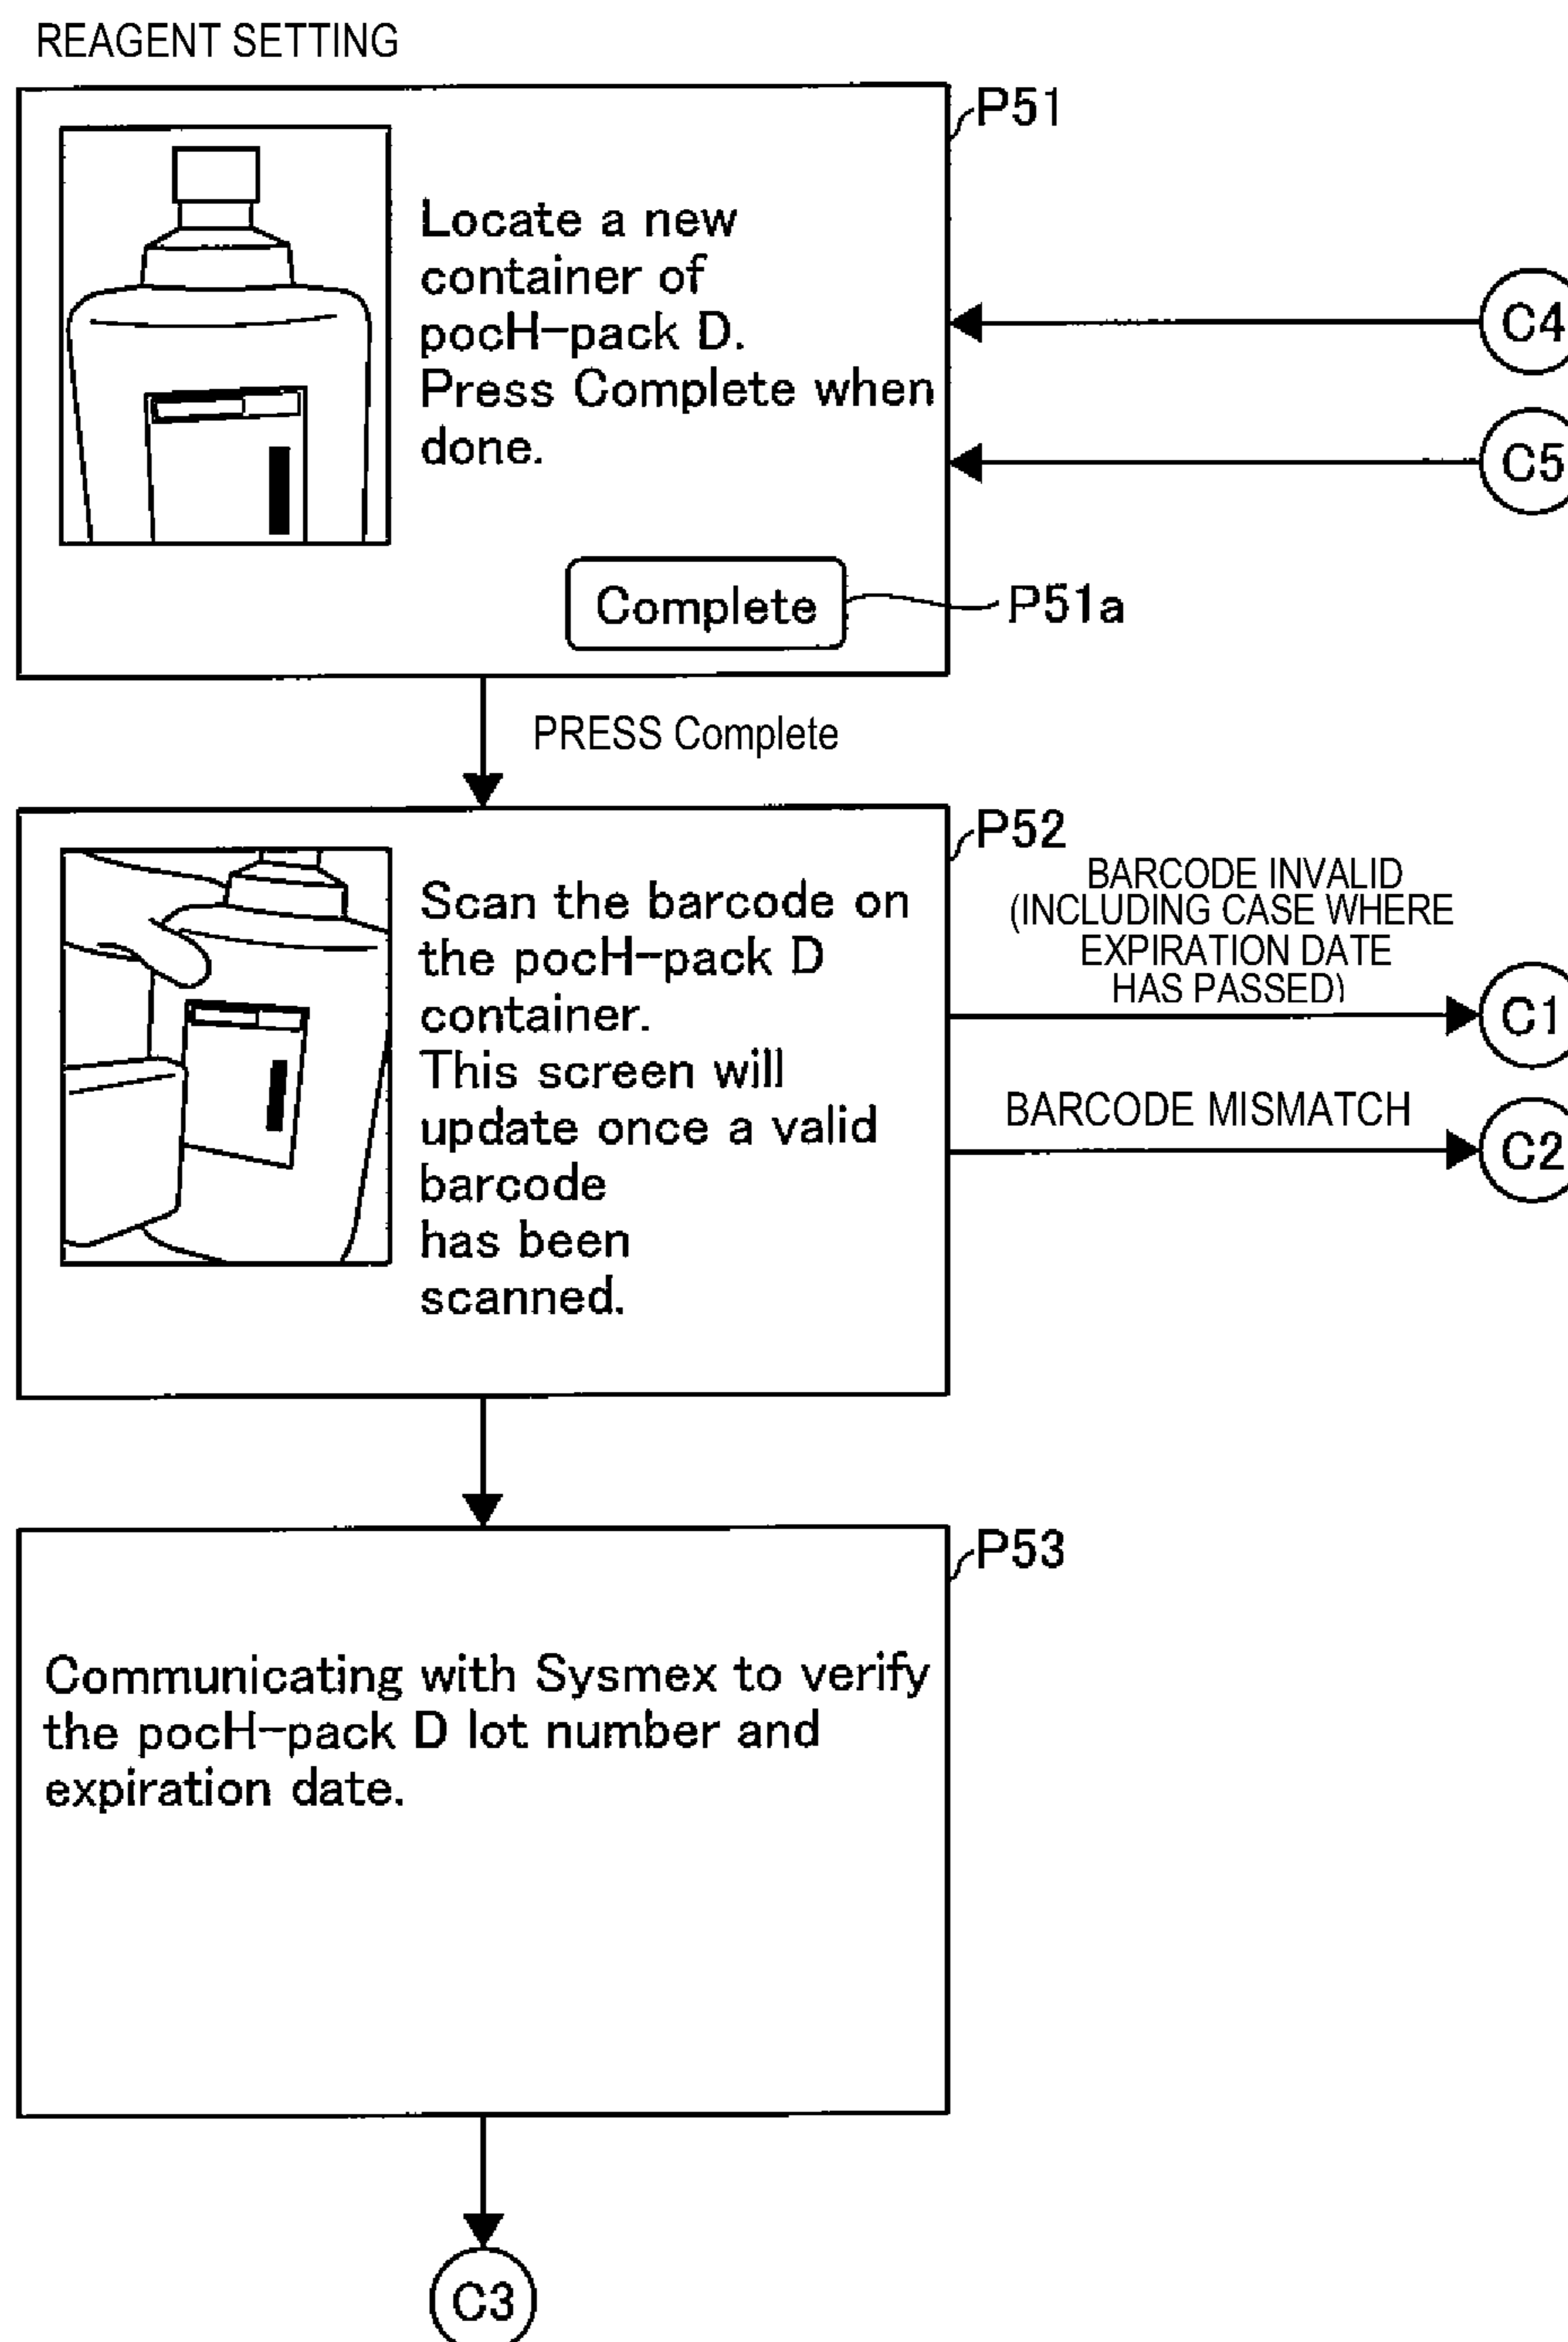 REAGENT SETTING
P51
Locate a new
container of
pocH-pack D.
Press Complete when
done.
C4
C5
Complete
P51a
PRESS Complete
P52
Scan the barcode on
the pocH-pack D
container.
This screen will
update once a valid
barcode
has been
scanned.
BARCODE INVALID
(INCLUDING CASE WHERE
EXPIRATION DATE
HAS PASSED)
C1
BARCODE MISMATCH
C2
P53
Communicating with Sysmex to verify
the pocH-pack D lot number and
expiration date.
C3